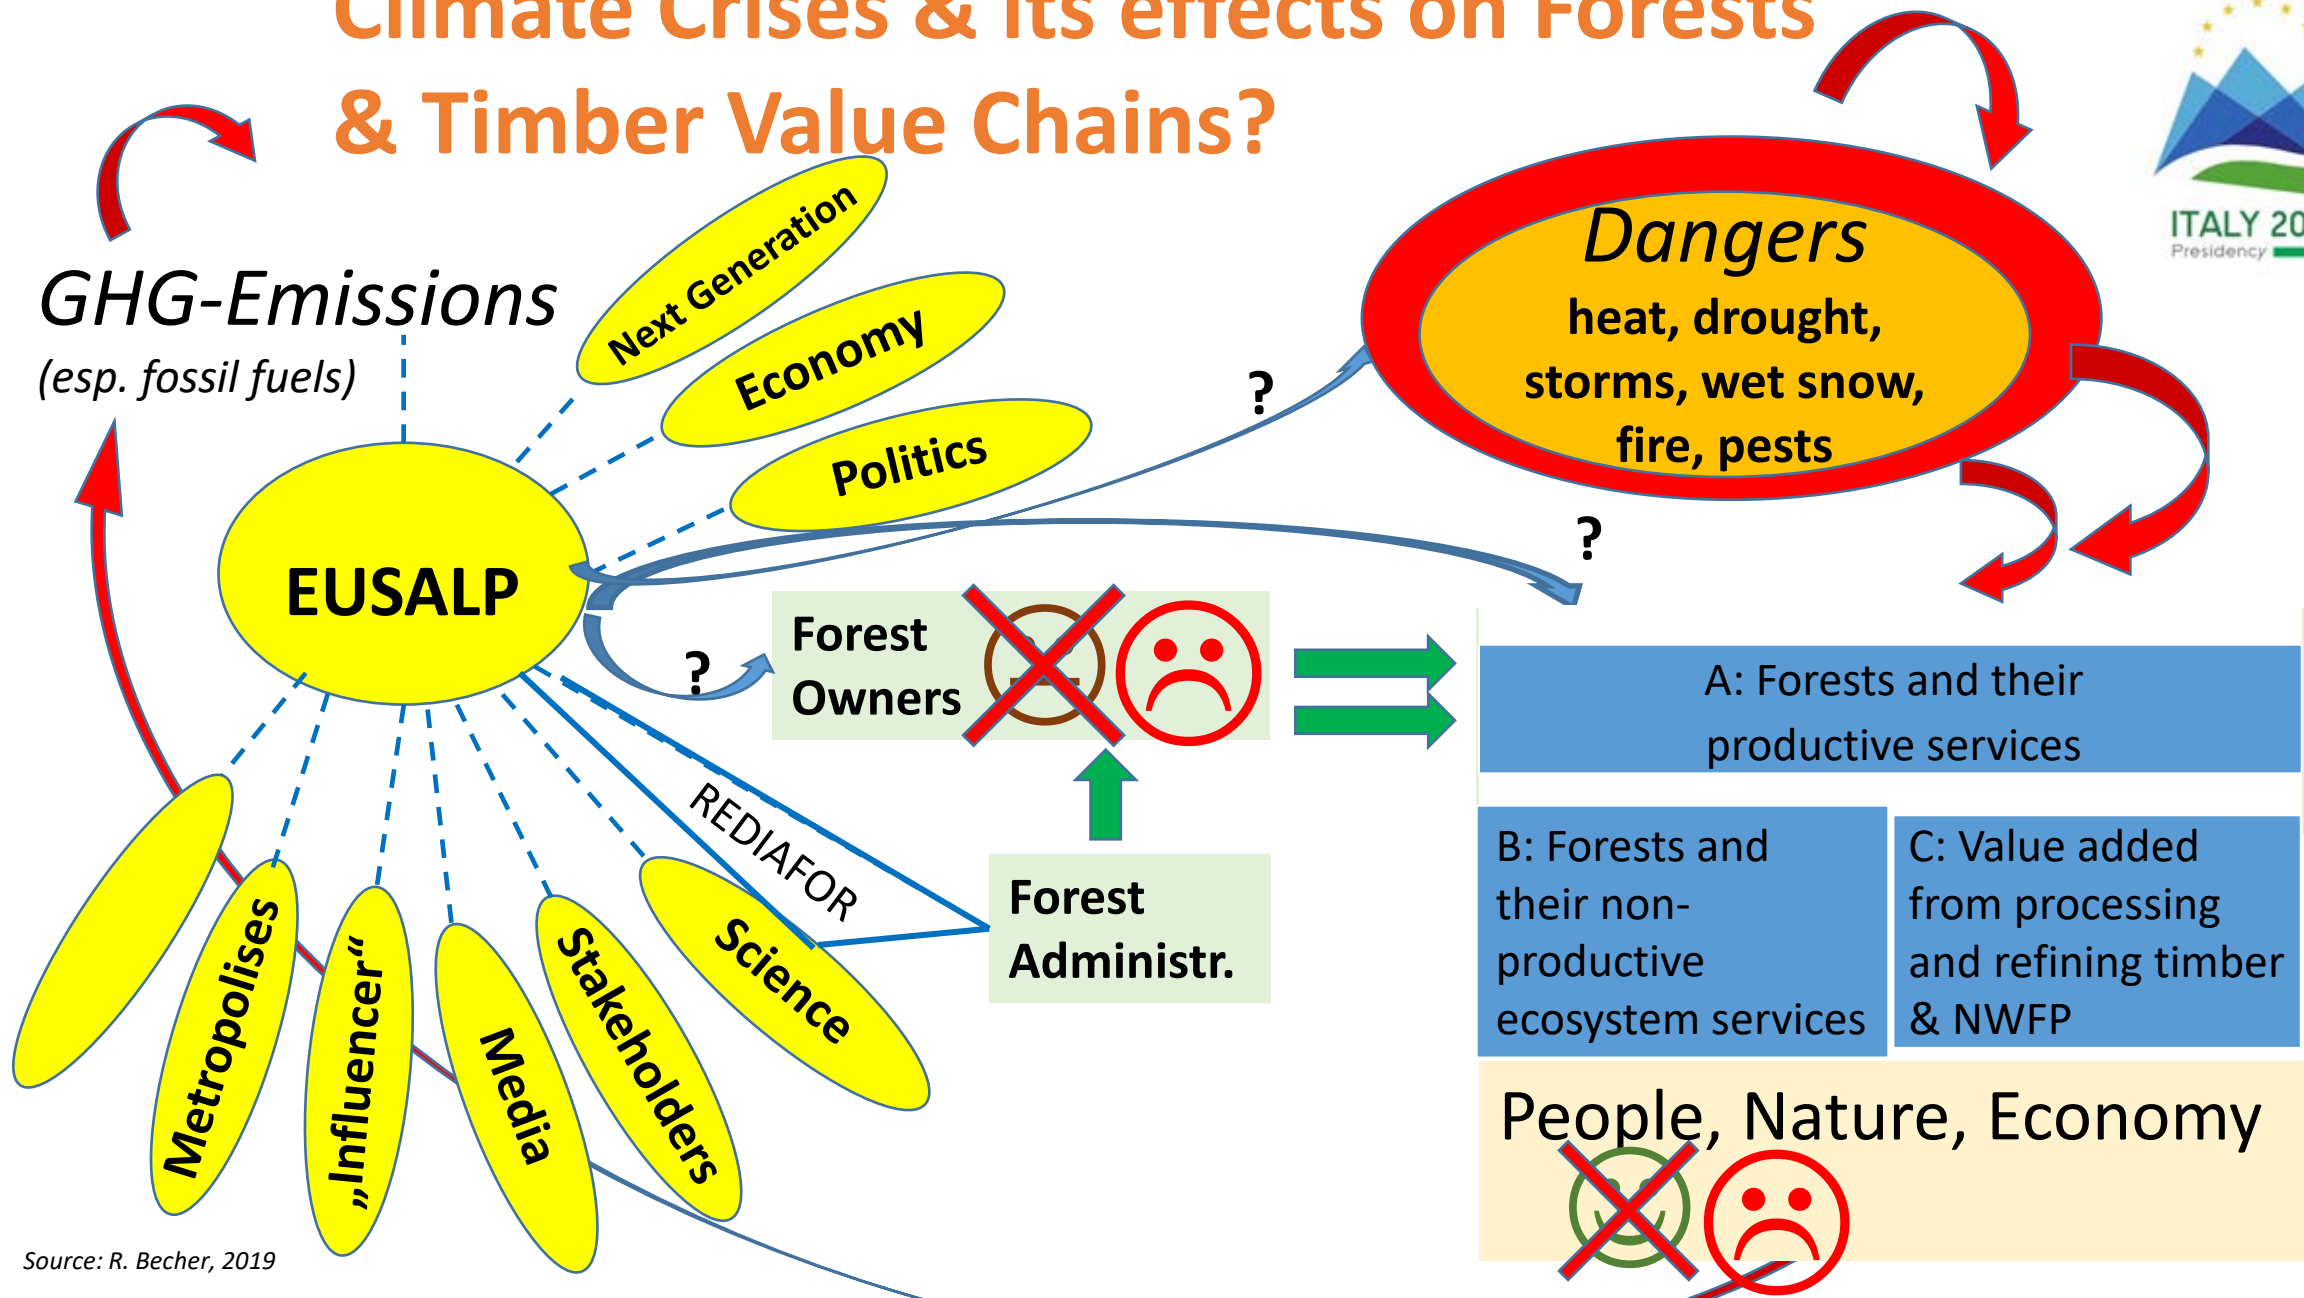 Climate Crises & its effects on Forests
& Timber Value Chains?
ITALY 20
Presidency
GHG-Emissions
(esp. fossil fuels)
Next Generation
Economy
Politics
Dangers
heat, drought,
storms, wet snow,
fire, pests
?
?
?
EUSALP
Forest
Owners
REDIAFOR
Forest
Administr.
A: Forests and their
productive services
B: Forests and
their non-
productive
ecosystem services
C: Value added
from processing
and refining timber
& NWFP
People, Nature, Economy
Metropolises
„Influencer“
Media
Stakeholders
Science
Source: R. Becher, 2019